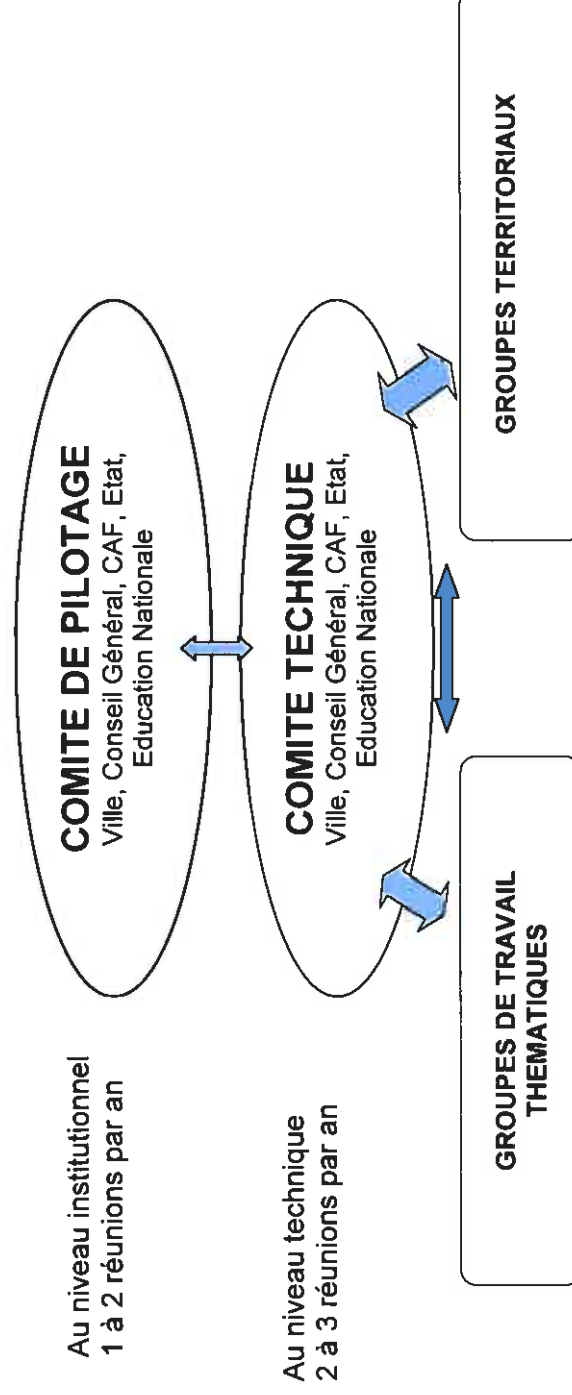 Au niveau institutionnel
1 à 2 réunions par an
COMITE DE PILOTAGE
Ville, Conseil Général, CAF, Etat,
Education Nationale
Au niveau technique
2 à 3 réunions par an
COMITE TECHNIQUE
Ville, Conseil Général, CAF, Etat,
Education Nationale
GROUPES DE TRAVAIL
THEMATIQUES
GROUPES TERRITORIAUX